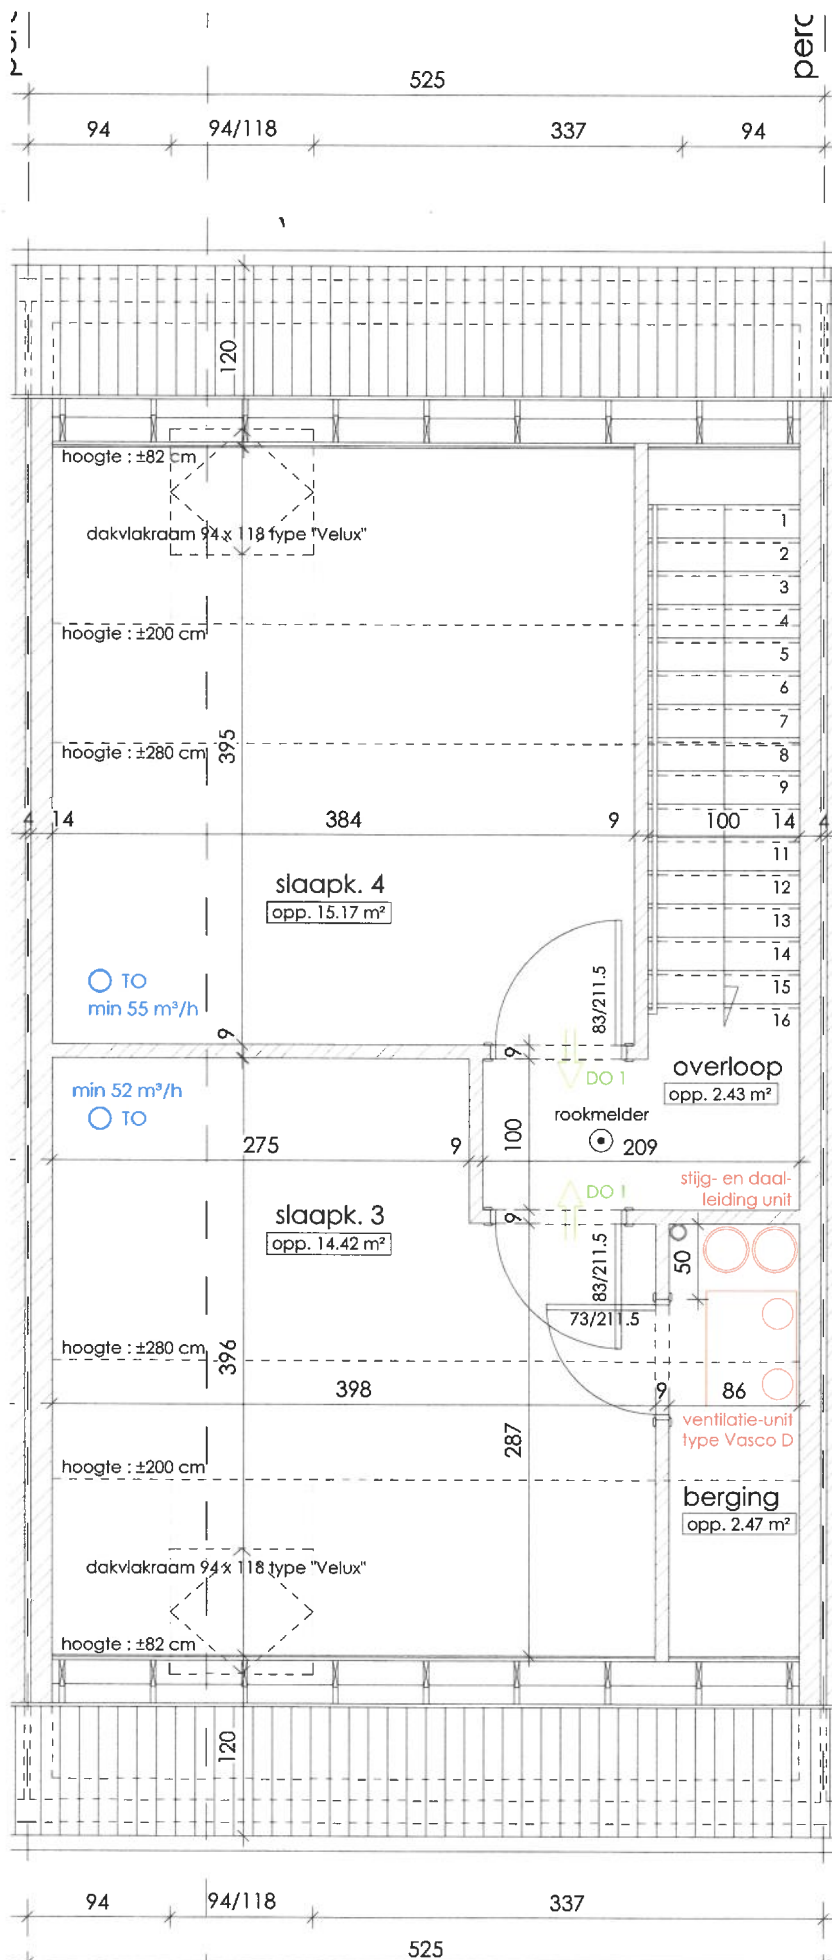 perc
525
94 94/118 337 94
120
hoogte : ±82 cm
dakvlakraam 94 x 118 type "Velux"
1
2
3
hoogte : ±200 cm
4
5
6
7
hoogte : ±280 cm
395
8
9
4 14 384 9 100 14 4
11
slaapk. 4
12
opp. 15.17 m²
13
14
TO
83/211.5
15
min 55 m³/h
16
9
9
overloop
DO 1
opp. 2.43 m²
min 52 m³/h
TO
rookmelder
275 9 100 209
stijg- en daal-
leiding unit
DO 1
slaapk. 3
9
opp. 14.42 m²
83/211.5
50
73/211.5
hoogte : ±280 cm
396
398 9 86
ventilatie-unit
type Vasco D
287
hoogte : ±200 cm
berging
opp. 2.47 m²
dakvlakraam 94 x 118 type "Velux"
hoogte : ±82 cm
120
94 94/118 337
525